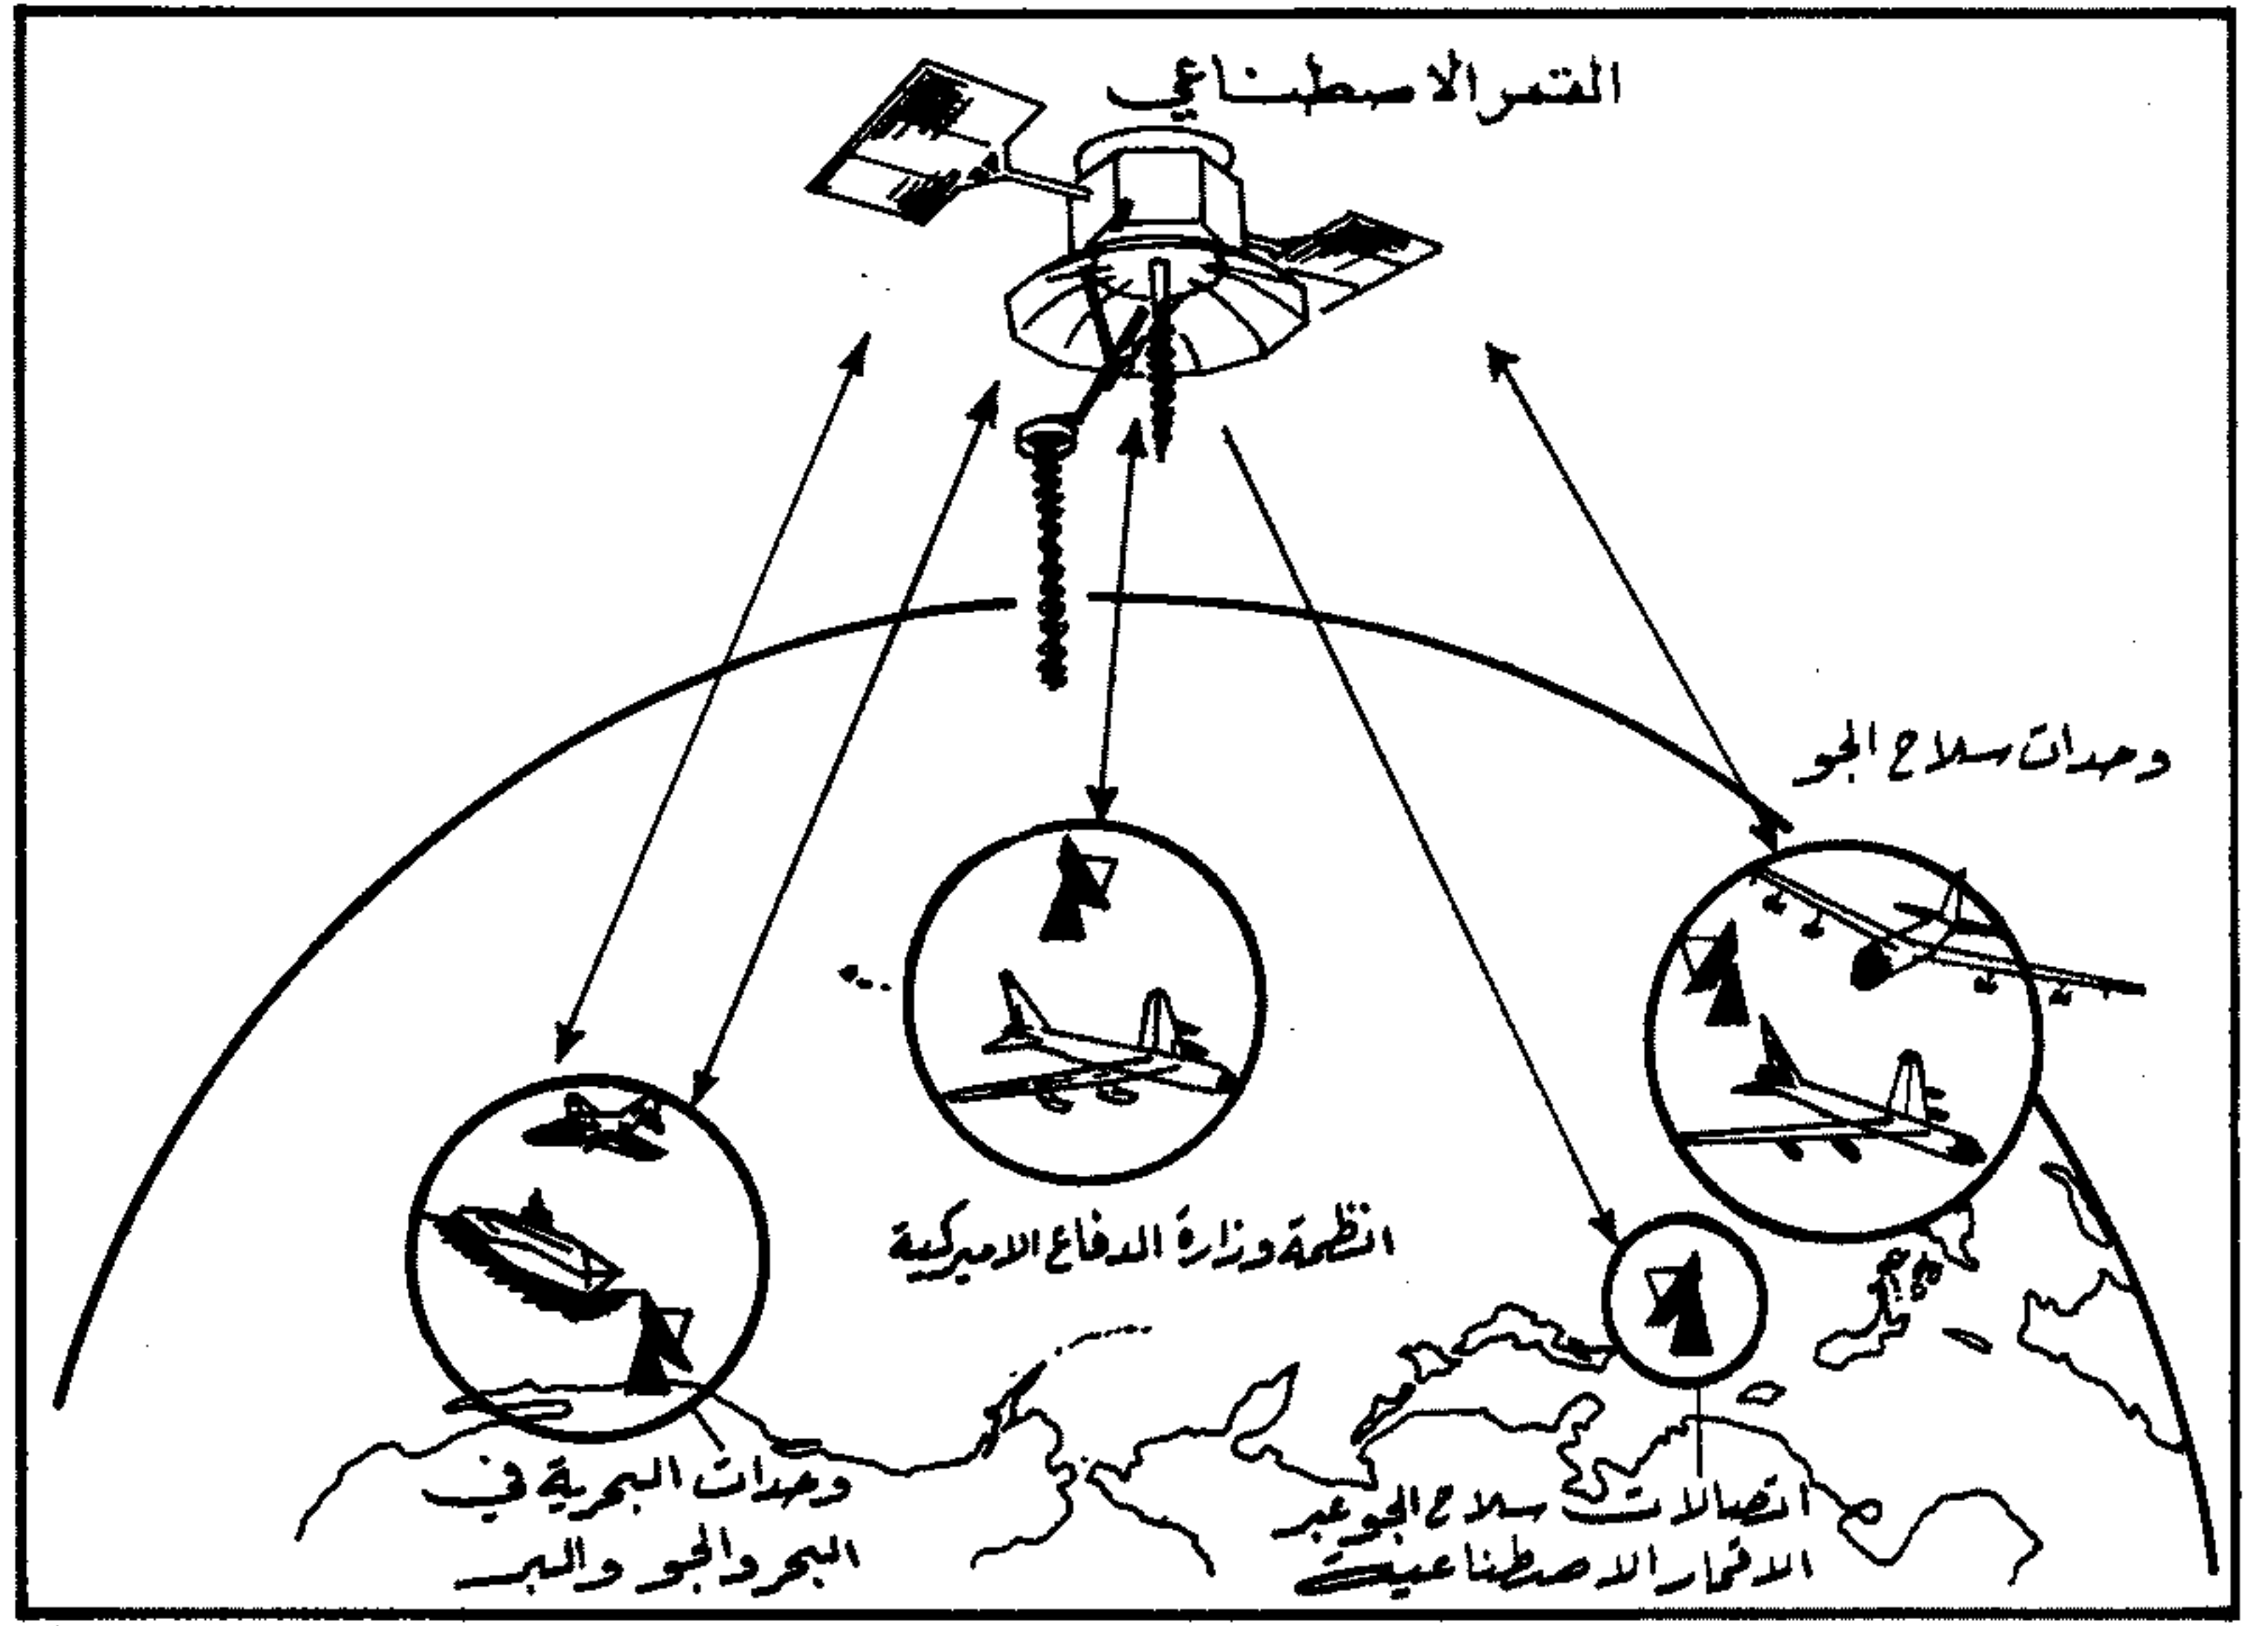 القمر الاصطناعي
وحدات سلاح الجو
انظمة وزارة الدفاع الاميركية
وحدات البحرية في
البحر والجو والبر
اتصالات سلاح الجو عبر
الاقمار الاصطناعية